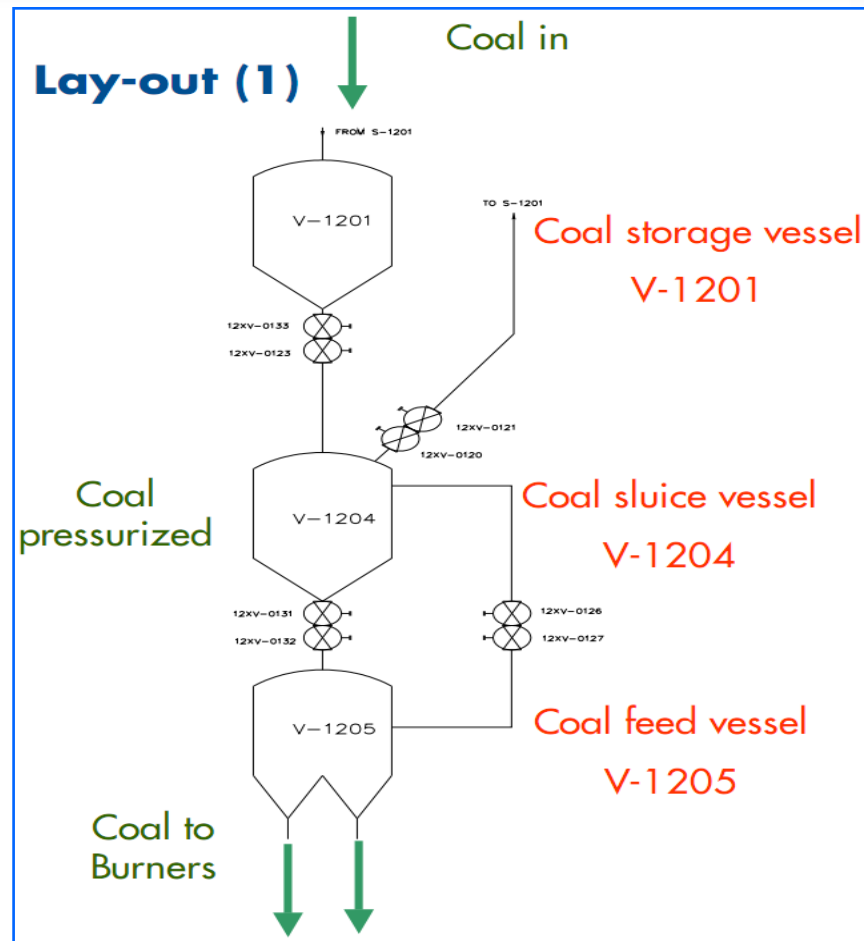 Coal in
Lay-out (1)
FROM S-1201
V-1201
TO S-1201
Coal storage vessel
V-1201
12XV-0133
12XV-0123
12XV-0121
12XV-0120
Coal
pressurized
V-1204
Coal sluice vessel
V-1204
12XV-0131
12XV-0132
12XV-0126
12XV-0127
V-1205
Coal feed vessel
V-1205
Coal to
Burners